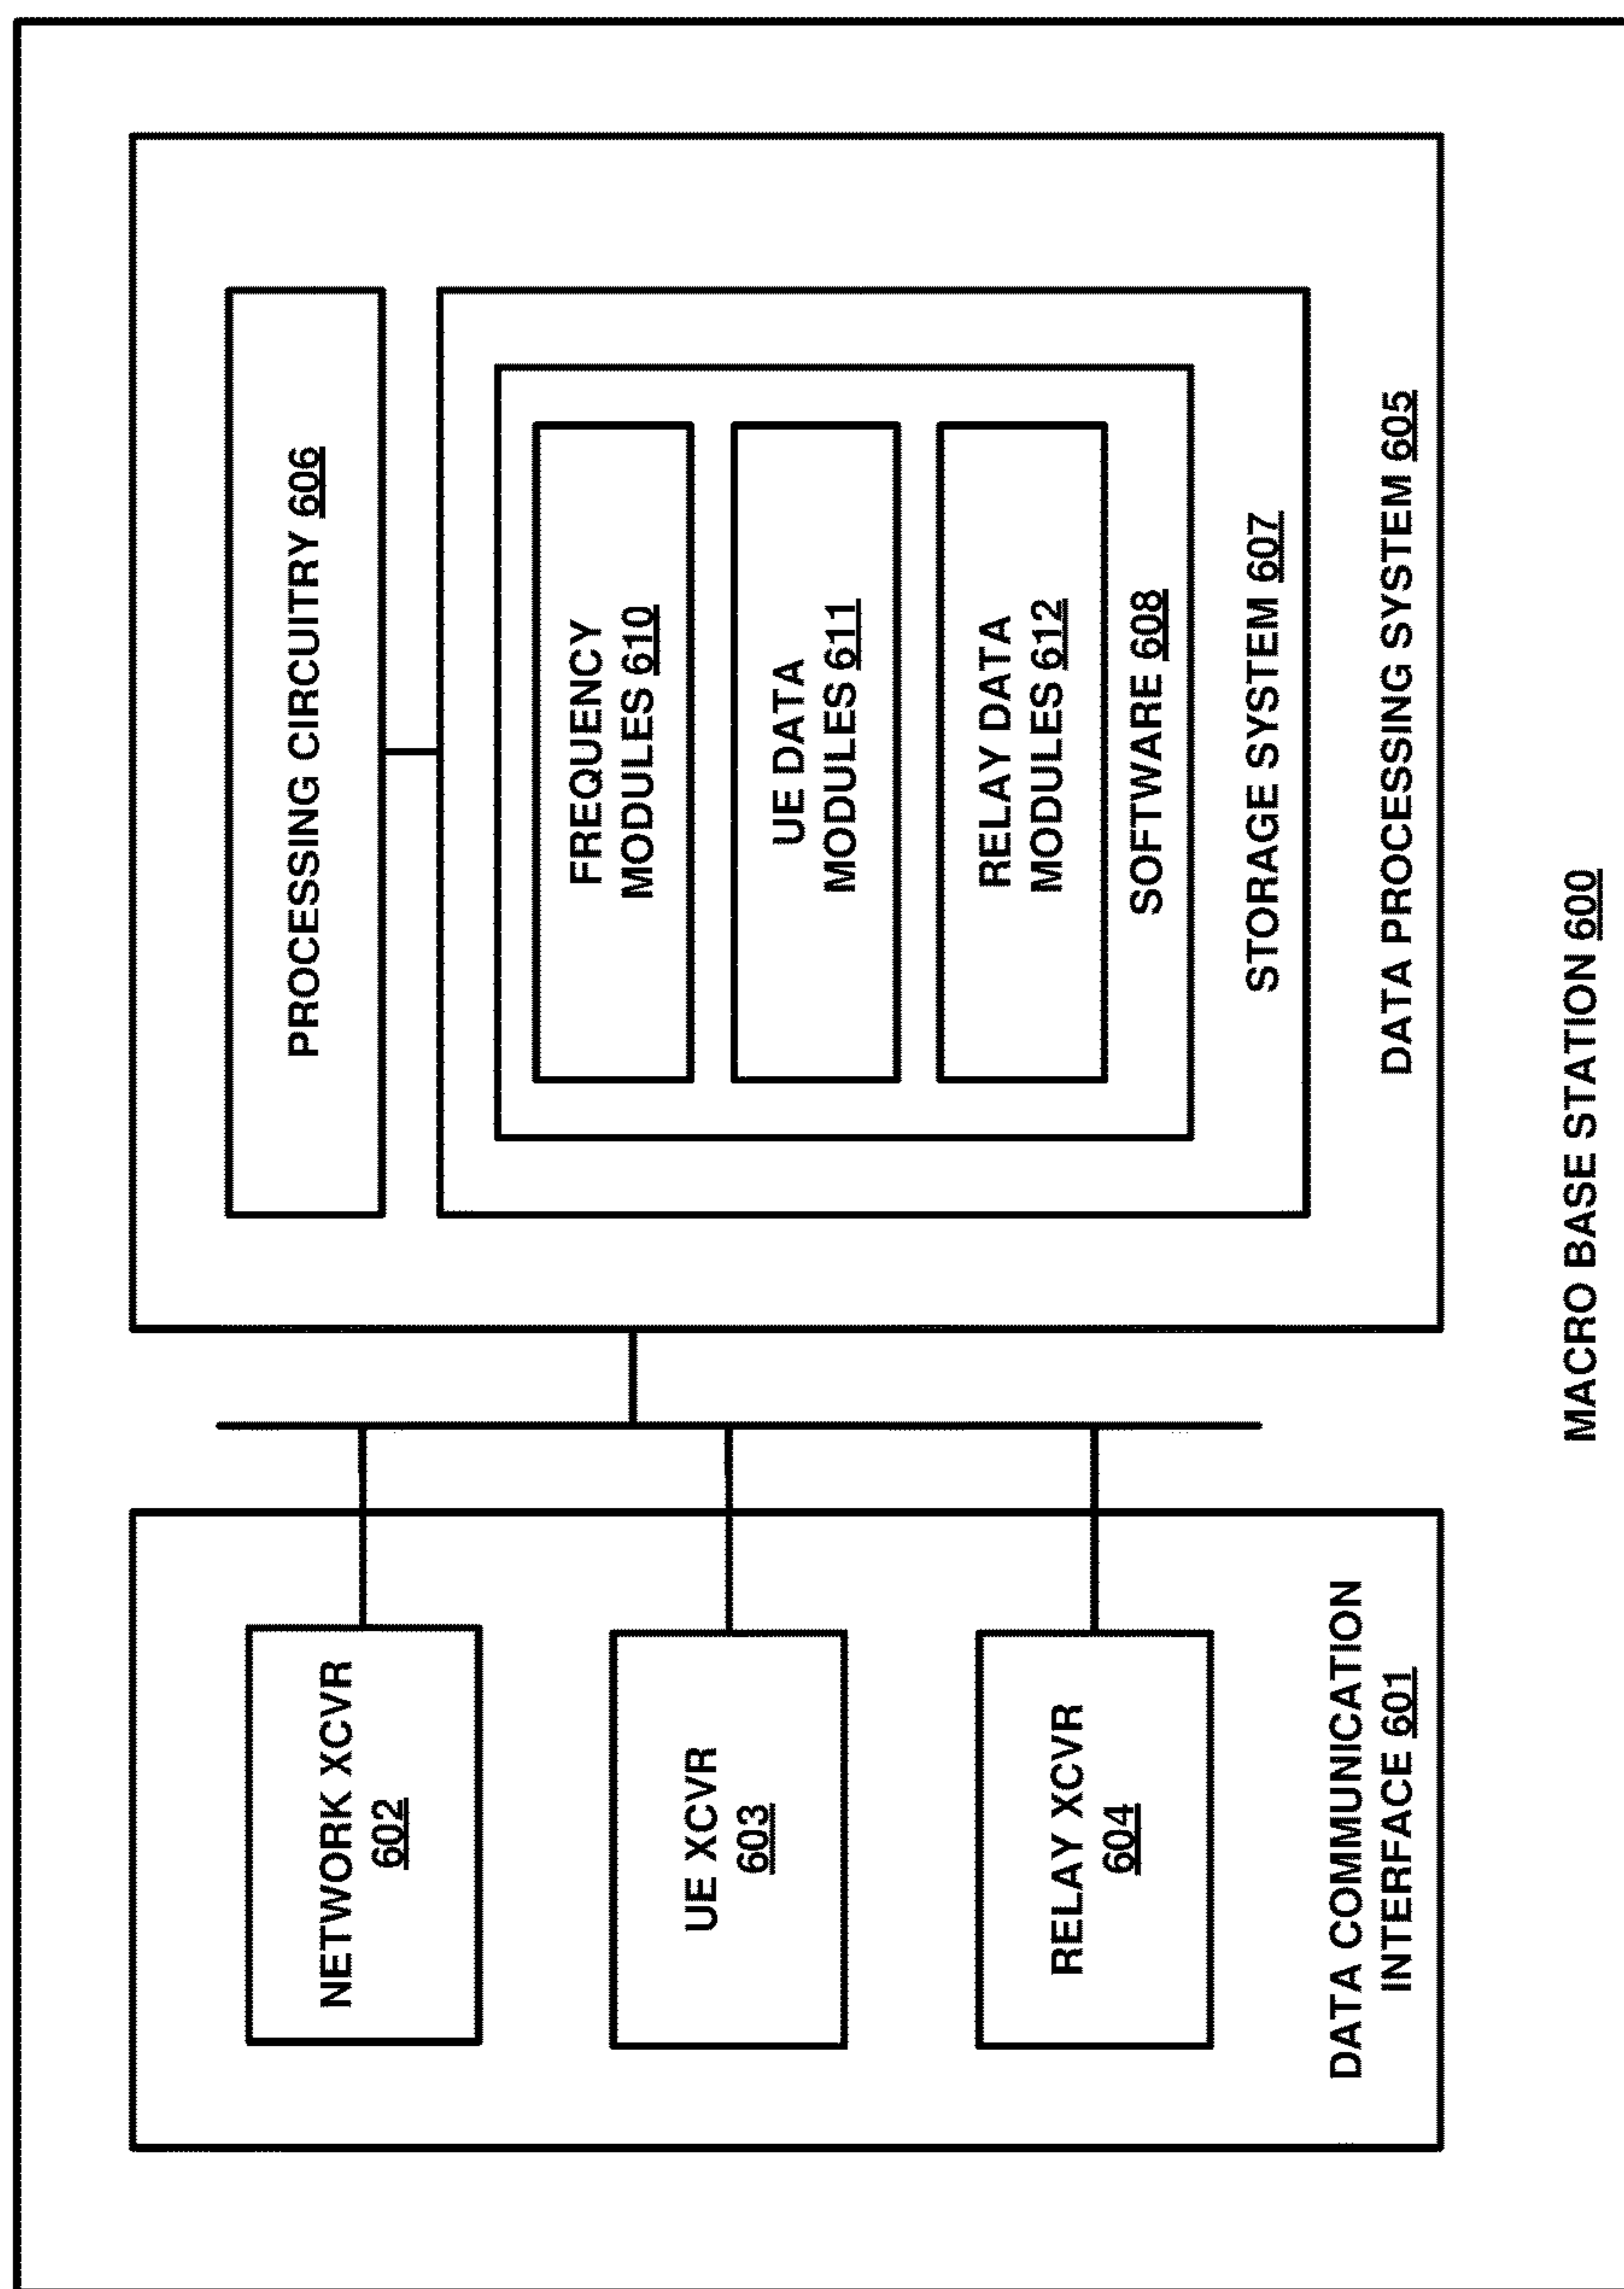 NETWORK XCVR
602
UE XCVR
603
RELAY XCVR
604
DATA COMMUNICATION
INTERFACE 601
PROCESSING CIRCUITRY 606
FREQUENCY
MODULES 610
UE DATA
MODULES 611
RELAY DATA
MODULES 612
SOFTWARE 608
STORAGE SYSTEM 607
DATA PROCESSING SYSTEM 605
MACRO BASE STATION 600